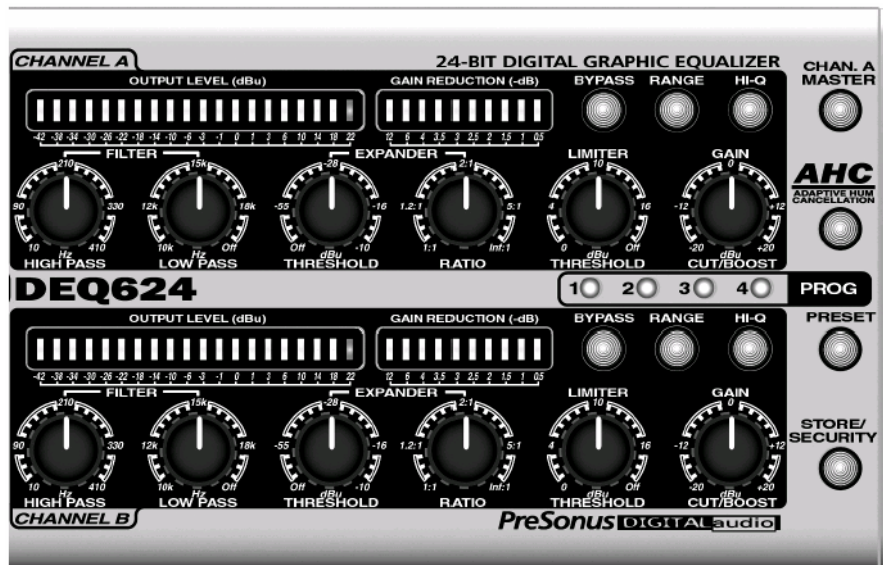 CHANNEL A
24-BIT DIGITAL GRAPHIC EQUALIZER
CHAN. A
MASTER
OUTPUT LEVEL (dBu)
GAIN REDUCTION (-dB)
BYPASS RANGE HI-Q
-42 -38 -34 -30 -26 -22 -18 -14 -10 -6 -3 -1 0 1 3 6 10 14 18 22
12 6 4 3.5 3 2.5 2 1.5 1 0.5
FILTER
EXPANDER
LIMITER
GAIN
AHC
ADAPTIVE HUM
CANCELLATION
210 15k -28 2:1 10 0
90 330 12k 18k -55 -16 1.2:1 5:1 4 16 -12 +12
10 Hz 410 10k Hz Off Off dBu -10 1:1 Inf:1 0 dBu Off -20 dBu +20
HIGH PASS LOW PASS THRESHOLD RATIO THRESHOLD CUT/BOOST
DEQ624
1 2 3 4 PROG
OUTPUT LEVEL (dBu)
GAIN REDUCTION (-dB)
BYPASS RANGE HI-Q
PRESET
-42 -38 -34 -30 -26 -22 -18 -14 -10 -6 -3 -1 0 1 3 6 10 14 18 22
12 6 4 3.5 3 2.5 2 1.5 1 0.5
FILTER
EXPANDER
LIMITER
GAIN
210 15k -28 2:1 10 0
90 330 12k 18k -55 -16 1.2:1 5:1 4 16 -12 +12
STORE/
SECURITY
10 Hz 410 10k Hz Off Off dBu -10 1:1 Inf:1 0 dBu Off -20 dBu +20
HIGH PASS LOW PASS THRESHOLD RATIO THRESHOLD CUT/BOOST
CHANNEL B
PreSonus DIGITAL audio